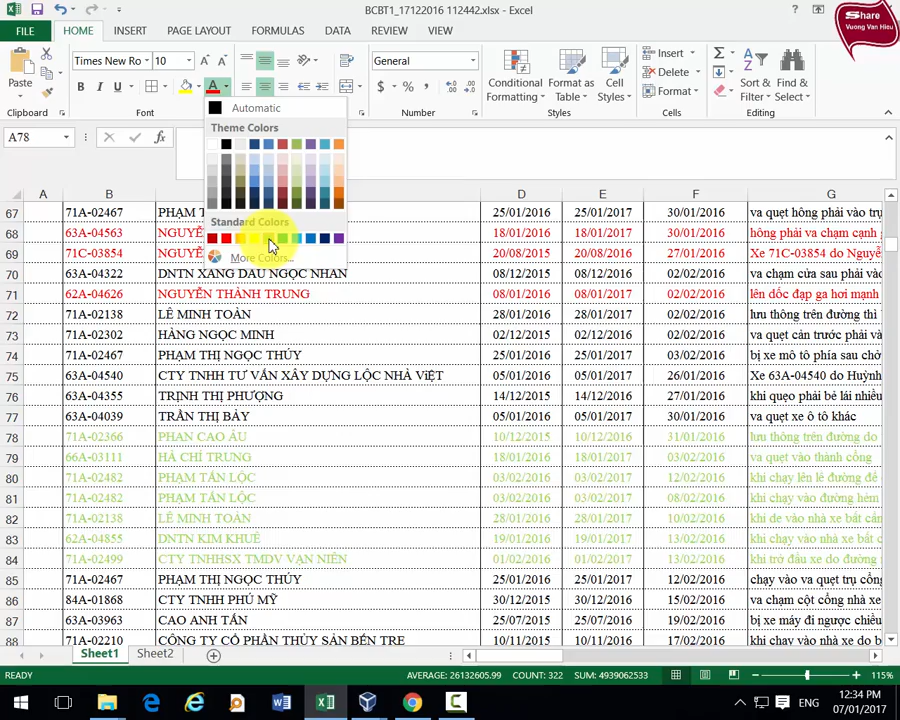 BCBT1_17122016 112442.xlsx - Excel
Share
Vuong Van Hieu
FILE HOME INSERT PAGE LAYOUT FORMULAS DATA REVIEW VIEW
Times New Ro 10 General
Paste
B I U
Conditional Formatting
Format as Table
Cell Styles
Insert
Delete
Format
Sort & Filter
Find & Select
Clipboard Font Number Styles Cells Editing
Automatic
Theme Colors
Standard Colors
More Colors...
A78
A B D E F G
67 71A-02467 PHẠM T 25/01/2016 25/01/2017 30/01/2016 va quẹt hông phải vào trụ
68 63A-04563 NGUYỄ 18/01/2016 18/01/2017 30/01/2016 va chạm cạnh
69 71C-03854 NGUYỄ 20/08/2015 20/08/2016 30/01/2016 Xe 71C-03854 do Nguyễ
70 63A-04322 DNTN XĂNG DẦU NGỌC NHAN 08/12/2015 08/12/2016 30/01/2016 va chạm cửa sau phải vào
71 62A-04626 NGUYỄN THÀNH TRUNG 08/01/2016 08/01/2017 02/02/2016 lên dốc đạp ga hơi mạnh
72 71A-02138 LÊ MINH TOÀN 28/01/2016 28/01/2017 02/02/2016 lưu thông trên đường thì
73 71A-02302 HÀNG NGỌC MINH 02/12/2015 02/12/2016 02/02/2016 va quẹt cản trước phải vào
74 71A-02467 PHẠM THỊ NGỌC THÚY 25/01/2016 25/01/2017 03/02/2016 bị xe mô tô phía sau chở
75 63A-04540 CTY TNHH TƯ VẤN XÂY DỰNG LỘC NHÀ ViỆT 05/01/2016 05/01/2017 26/01/2016 Xe 63A-04540 do Huỳnh
76 63A-04355 TRỊNH THỊ PHƯỢNG 14/12/2015 14/12/2016 30/01/2016 khi quẹo phải bẻ lái nhiều
77 63A-04039 TRẦN THỊ BẢY 05/01/2016 05/01/2017 30/01/2016 va quẹt xe ô tô khác
78 71A-02366 PHAN CAO ÂU 10/12/2015 10/12/2016 31/01/2016 lưu thông trên đường do
79 66A-03111 HÀ CHÍ TRUNG 18/01/2016 18/01/2017 30/01/2016 va quẹt vào thành cổng
80 71A-02482 PHẠM TẤN LỘC 03/02/2016 03/02/2017 03/02/2016 khi chạy lên lề đường để
81 71A-02482 PHẠM TẤN LỘC 03/02/2016 03/02/2017 08/02/2016 khi chạy vào đường hẻm
82 71A-02138 LÊ MINH TOÀN 28/01/2016 28/01/2017 10/02/2016 khi de vào nhà xe bất cẩn
83 62A-04855 DNTN KIM KHUÊ 19/01/2016 19/01/2017 13/02/2016 khi chạy vào nhà xe bất
84 71A-02499 CTY TNHHSX TMDV VẠN NIÊN 01/02/2016 01/02/2017 13/02/2016 khi trở đầu xe do đường
85 71A-02467 PHẠM THỊ NGỌC THÚY 25/01/2016 25/01/2017 12/02/2016 chạy vào va quẹt trụ cổng
86 84A-01868 CTY TNHH PHÚ MỸ 30/12/2015 30/12/2016 15/02/2016 va chạm cột cổng nhà xe
87 63A-03963 CAO ANH TẤN 25/07/2015 25/07/2016 19/02/2016 bị xe máy đi ngược chiều
88 71A-02210 CÔNG TY CỔ PHẦN THỦY SẢN BẾN TRE 10/11/2015 10/11/2016 17/02/2016 khi chạy vào nhà xe do b
Sheet1 Sheet2
READY AVERAGE: 26132605.99 COUNT: 322 SUM: 4939062533 115%
ENG 12:34 PM
07/01/2017